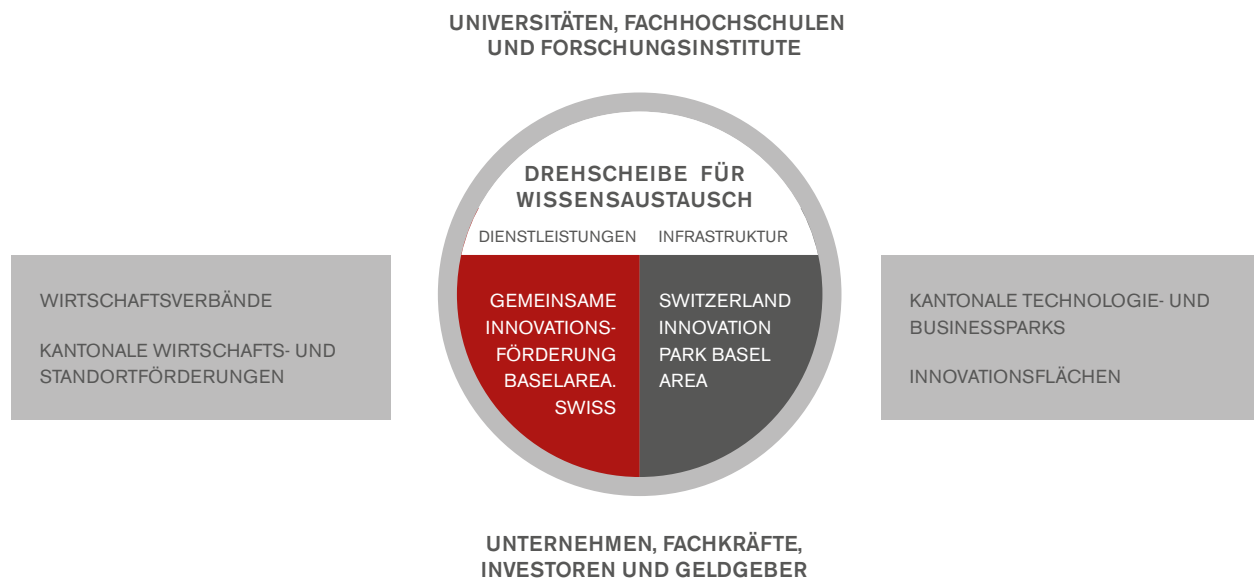 UNIVERSITÄTEN, FACHHOCHSCHULEN
UND FORSCHUNGSINSTITUTE
DREHSCHEIBE FÜR
WISSENSAUSTAUSCH
DIENSTLEISTUNGEN
INFRASTRUKTUR
WIRTSCHAFTSVERBÄNDE
KANTONALE WIRTSCHAFTS- UND
STANDORTFÖRDERUNGEN
GEMEINSAME
INNOVATIONS-
FÖRDERUNG
BASELAREA.
SWISS
SWITZERLAND
INNOVATION
PARK BASEL
AREA
KANTONALE TECHNOLOGIE- UND
BUSINESSPARKS
INNOVATIONSFLÄCHEN
UNTERNEHMEN, FACHKRÄFTE,
INVESTOREN UND GELDGEBER